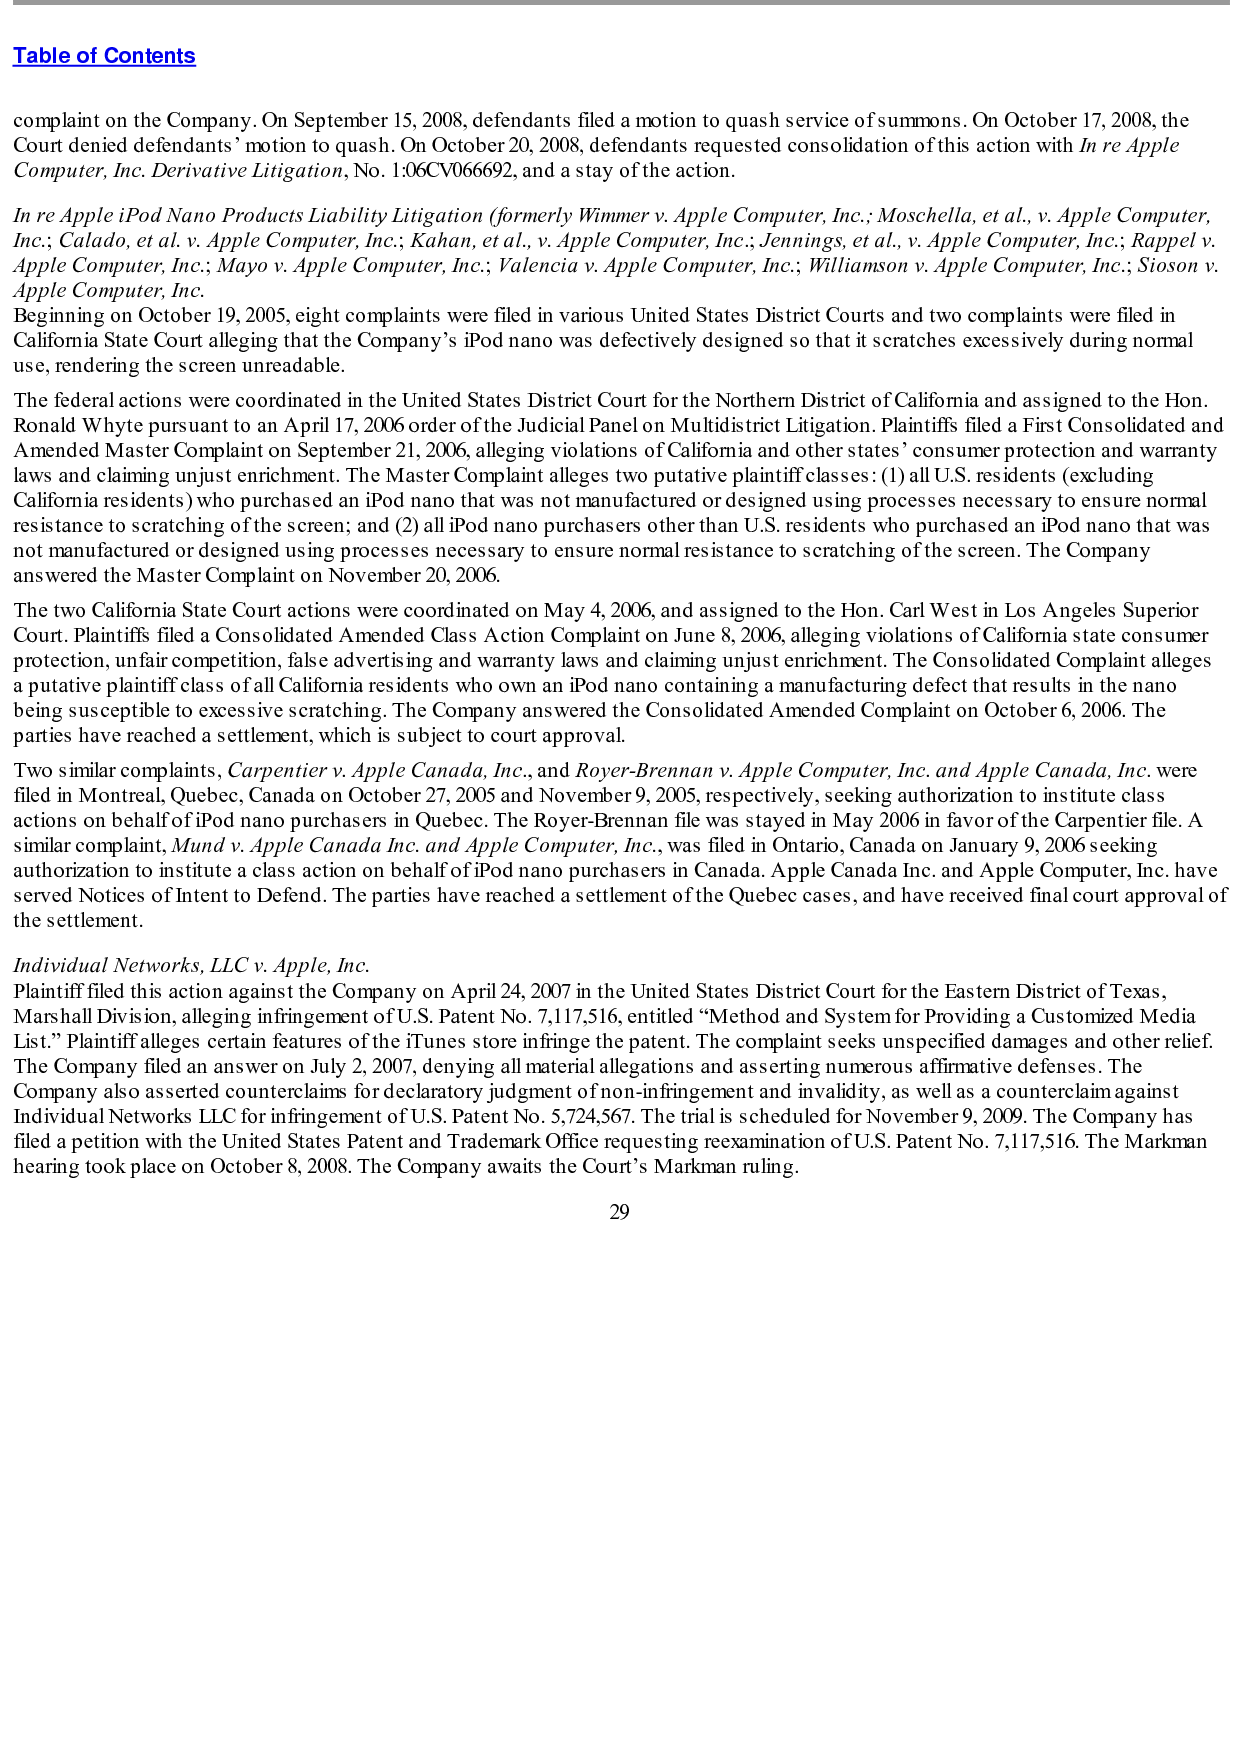 Table of Contents
complaint on the Company. On September 15, 2008, defendants filed a motion to quash service of summons. On October 17, 2008, the
Court denied defendants’ motion to quash. On October 20, 2008, defendants requested consolidation of this action with In re Apple
Computer, Inc. Derivative Litigation, No. 1:06CV066692, and a stay of the action.
In re Apple iPod Nano Products Liability Litigation (formerly Wimmer v. Apple Computer, Inc.; Moschella, et al., v. Apple Computer,
Inc.; Calado, et al. v. Apple Computer, Inc.; Kahan, et al., v. Apple Computer, Inc.; Jennings, et al., v. Apple Computer, Inc.; Rappel v.
Apple Computer, Inc.; Mayo v. Apple Computer, Inc.; Valencia v. Apple Computer, Inc.; Williamson v. Apple Computer, Inc.; Sioson v.
Apple Computer, Inc.
Beginning on October 19, 2005, eight complaints were filed in various United States District Courts and two complaints were filed in
California State Court alleging that the Company’s iPod nano was defectively designed so that it scratches excessively during normal
use, rendering the screen unreadable.
The federal actions were coordinated in the United States District Court for the Northern District of California and assigned to the Hon.
Ronald Whyte pursuant to an April 17, 2006 order of the Judicial Panel on Multidistrict Litigation. Plaintiffs filed a First Consolidated and
Amended Master Complaint on September 21, 2006, alleging violations of California and other states’ consumer protection and warranty
laws and claiming unjust enrichment. The Master Complaint alleges two putative plaintiff classes: (1) all U.S. residents (excluding
California residents) who purchased an iPod nano that was not manufactured or designed using processes necessary to ensure normal
resistance to scratching of the screen; and (2) all iPod nano purchasers other than U.S. residents who purchased an iPod nano that was
not manufactured or designed using processes necessary to ensure normal resistance to scratching of the screen. The Company
answered the Master Complaint on November 20, 2006.
The two California State Court actions were coordinated on May 4, 2006, and assigned to the Hon. Carl West in Los Angeles Superior
Court. Plaintiffs filed a Consolidated Amended Class Action Complaint on June 8, 2006, alleging violations of California state consumer
protection, unfair competition, false advertising and warranty laws and claiming unjust enrichment. The Consolidated Complaint alleges
a putative plaintiff class of all California residents who own an iPod nano containing a manufacturing defect that results in the nano
being susceptible to excessive scratching. The Company answered the Consolidated Amended Complaint on October 6, 2006. The
parties have reached a settlement, which is subject to court approval.
Two similar complaints, Carpentier v. Apple Canada, Inc., and Royer-Brennan v. Apple Computer, Inc. and Apple Canada, Inc. were
filed in Montreal, Quebec, Canada on October 27, 2005 and November 9, 2005, respectively, seeking authorization to institute class
actions on behalf of iPod nano purchasers in Quebec. The Royer-Brennan file was stayed in May 2006 in favor of the Carpentier file. A
similar complaint, Mund v. Apple Canada Inc. and Apple Computer, Inc., was filed in Ontario, Canada on January 9, 2006 seeking
authorization to institute a class action on behalf of iPod nano purchasers in Canada. Apple Canada Inc. and Apple Computer, Inc. have
served Notices of Intent to Defend. The parties have reached a settlement of the Quebec cases, and have received final court approval of
the settlement.
Individual Networks, LLC v. Apple, Inc.
Plaintiff filed this action against the Company on April 24, 2007 in the United States District Court for the Eastern District of Texas,
Marshall Division, alleging infringement of U.S. Patent No. 7,117,516, entitled “Method and System for Providing a Customized Media
List.” Plaintiff alleges certain features of the iTunes store infringe the patent. The complaint seeks unspecified damages and other relief.
The Company filed an answer on July 2, 2007, denying all material allegations and asserting numerous affirmative defenses. The
Company also asserted counterclaims for declaratory judgment of non-infringement and invalidity, as well as a counterclaim against
Individual Networks LLC for infringement of U.S. Patent No. 5,724,567. The trial is scheduled for November 9, 2009. The Company has
filed a petition with the United States Patent and Trademark Office requesting reexamination of U.S. Patent No. 7,117,516. The Markman
hearing took place on October 8, 2008. The Company awaits the Court’s Markman ruling.
29